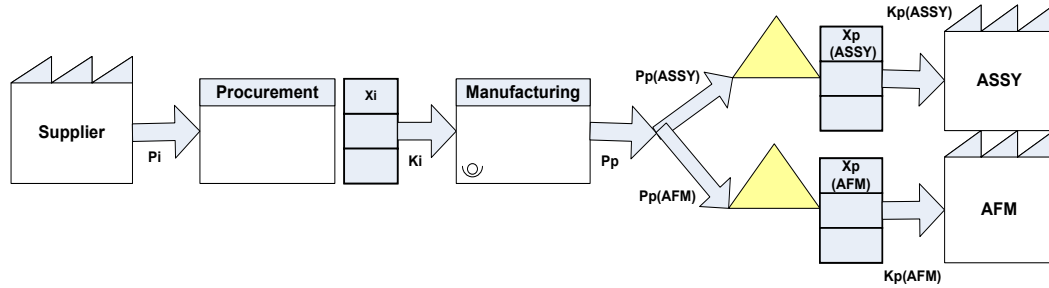 Supplier
Pi
Procurement
Xi
Ki
Manufacturing
Pp
Pp(ASSY)
Pp(AFM)
Xp
(ASSY)
Kp(ASSY)
ASSY
Xp
(AFM)
Kp(AFM)
AFM